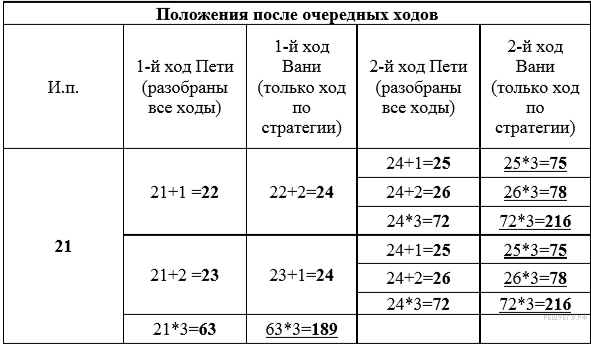 Положения после очередных ходов
И.п.
1-й ход Пети
(разобраны
все ходы)
1-й ход
Вани
(только ход
по
стратегии)
2-й ход Пети
(разобраны
все ходы)
2-й ход
Вани
(только ход
по
стратегии)
21
21+1 =22
22+2=24
24+1=25
25*3=75
24+2=26
26*3=78
24*3=72
72*3=216
21+2 =23
23+1=24
24+1=25
25*3=75
24+2=26
26*3=78
24*3=72
72*3=216
21*3=63
63*3=189
РЕШУЕГЭ.РФ